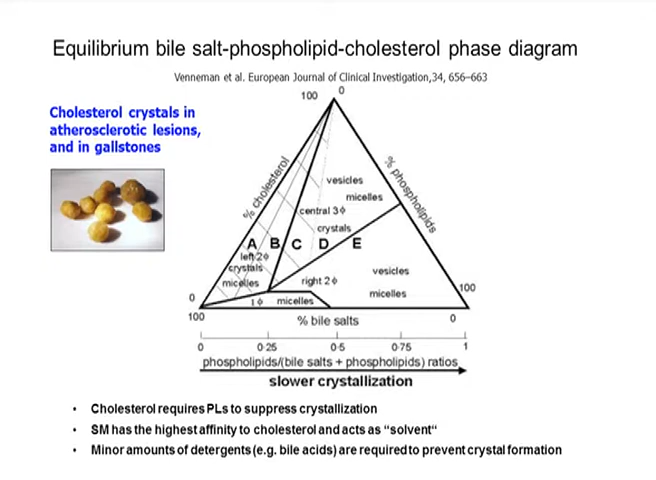 Equilibrium bile salt-phospholipid-cholesterol phase diagram
Venneman et al. European Journal of Clinical Investigation,34, 656–663
Cholesterol crystals in
atherosclerotic lesions,
and in gallstones
100
0
% cholesterol
% phospholipids
vesicles
micelles
central 3ϕ
crystals
A B C D E
left 2ϕ
crystals
micelles
right 2ϕ
vesicles
micelles
1ϕ
micelles
0
100
100
0
% bile salts
0 0·25 0·5 0·75 1
phospholipids/(bile salts + phospholipids) ratios
slower crystallization
• Cholesterol requires PLs to suppress crystallization
• SM has the highest affinity to cholesterol and acts as "solvent"
• Minor amounts of detergents (e.g. bile acids) are required to prevent crystal formation